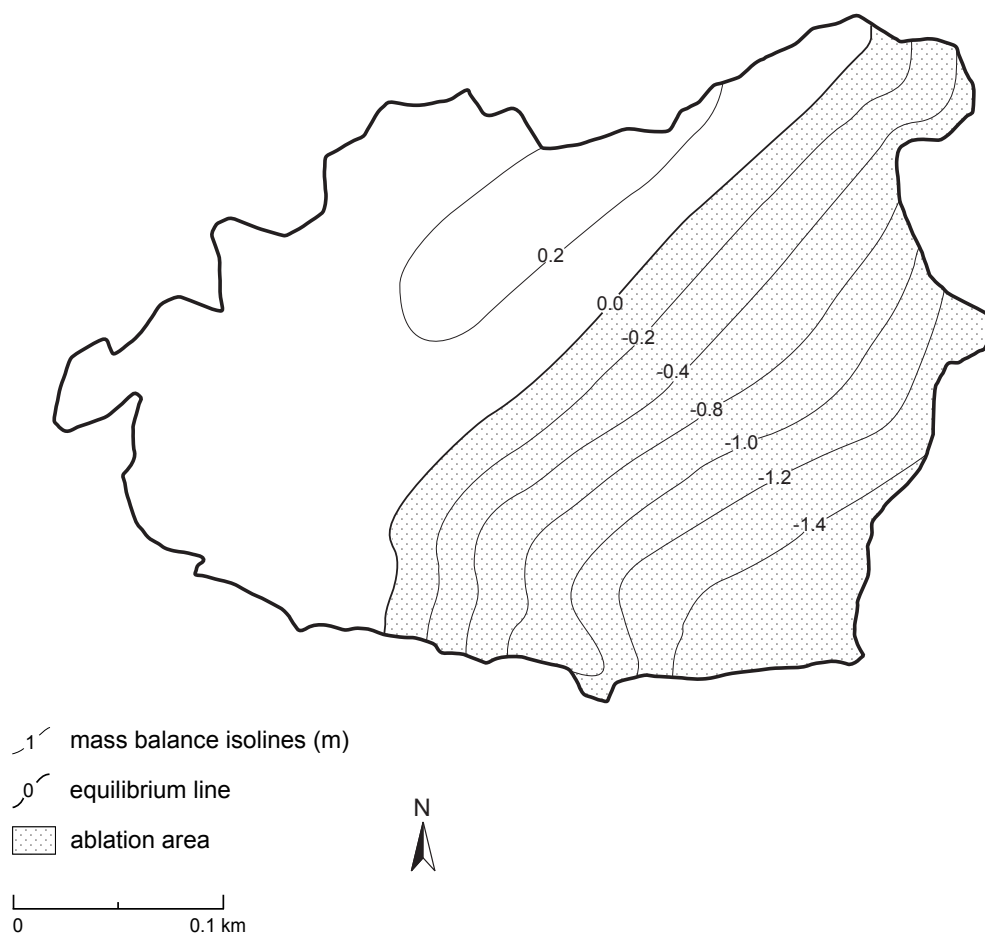 0.2
0.0
-0.2
-0.4
-0.8
-1.0
-1.2
-1.4
1 mass balance isolines (m)
0 equilibrium line
ablation area
N
0 0.1 km